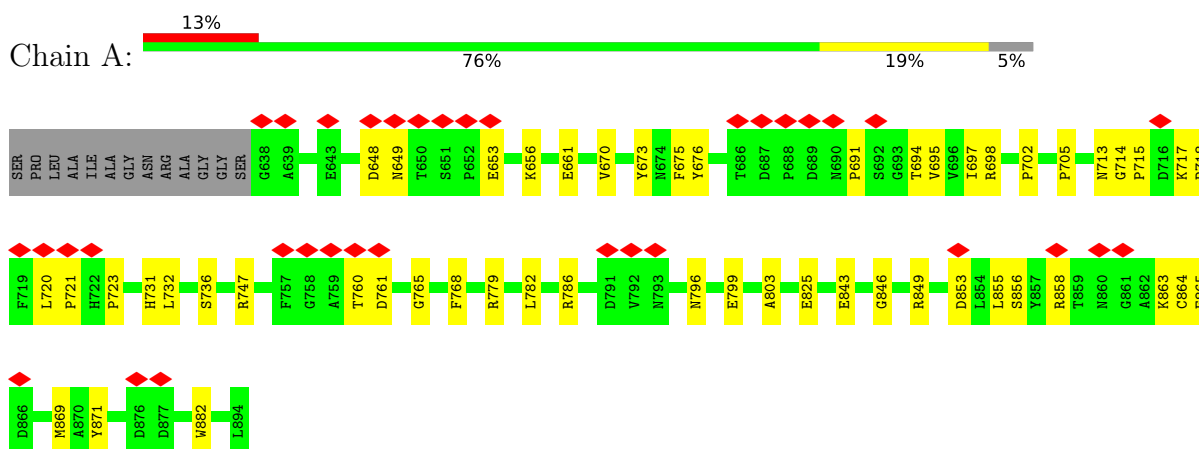 13%
Chain A:
76% 19% 5%
SER PRO LEU ALA ILE ALA GLY ASN ARG ALA GLY GLY SER G638 A639 E643 D648 N649 T650 S651 P652 E653 K656 E661 V670 Y673 N674 F675 Y676 T686 D687 P688 D689 N690 P691 S692 G693 T694 V695 V696 I697 R698 P702 P705 N713 G714 P715 D716 K717
F719 L720 P721 H722 P723 H731 L732 S736 R747 F757 G758 A759 T760 D761 G765 F768 R779 L782 R786 D791 V792 N793 N796 E799 A803 E825 E843 G846 R849 D853 L854 L855 S856 Y857 R858 T859 N860 G861 A862 K863 C864
D866 M869 A870 Y871 D876 D877 W882 L894